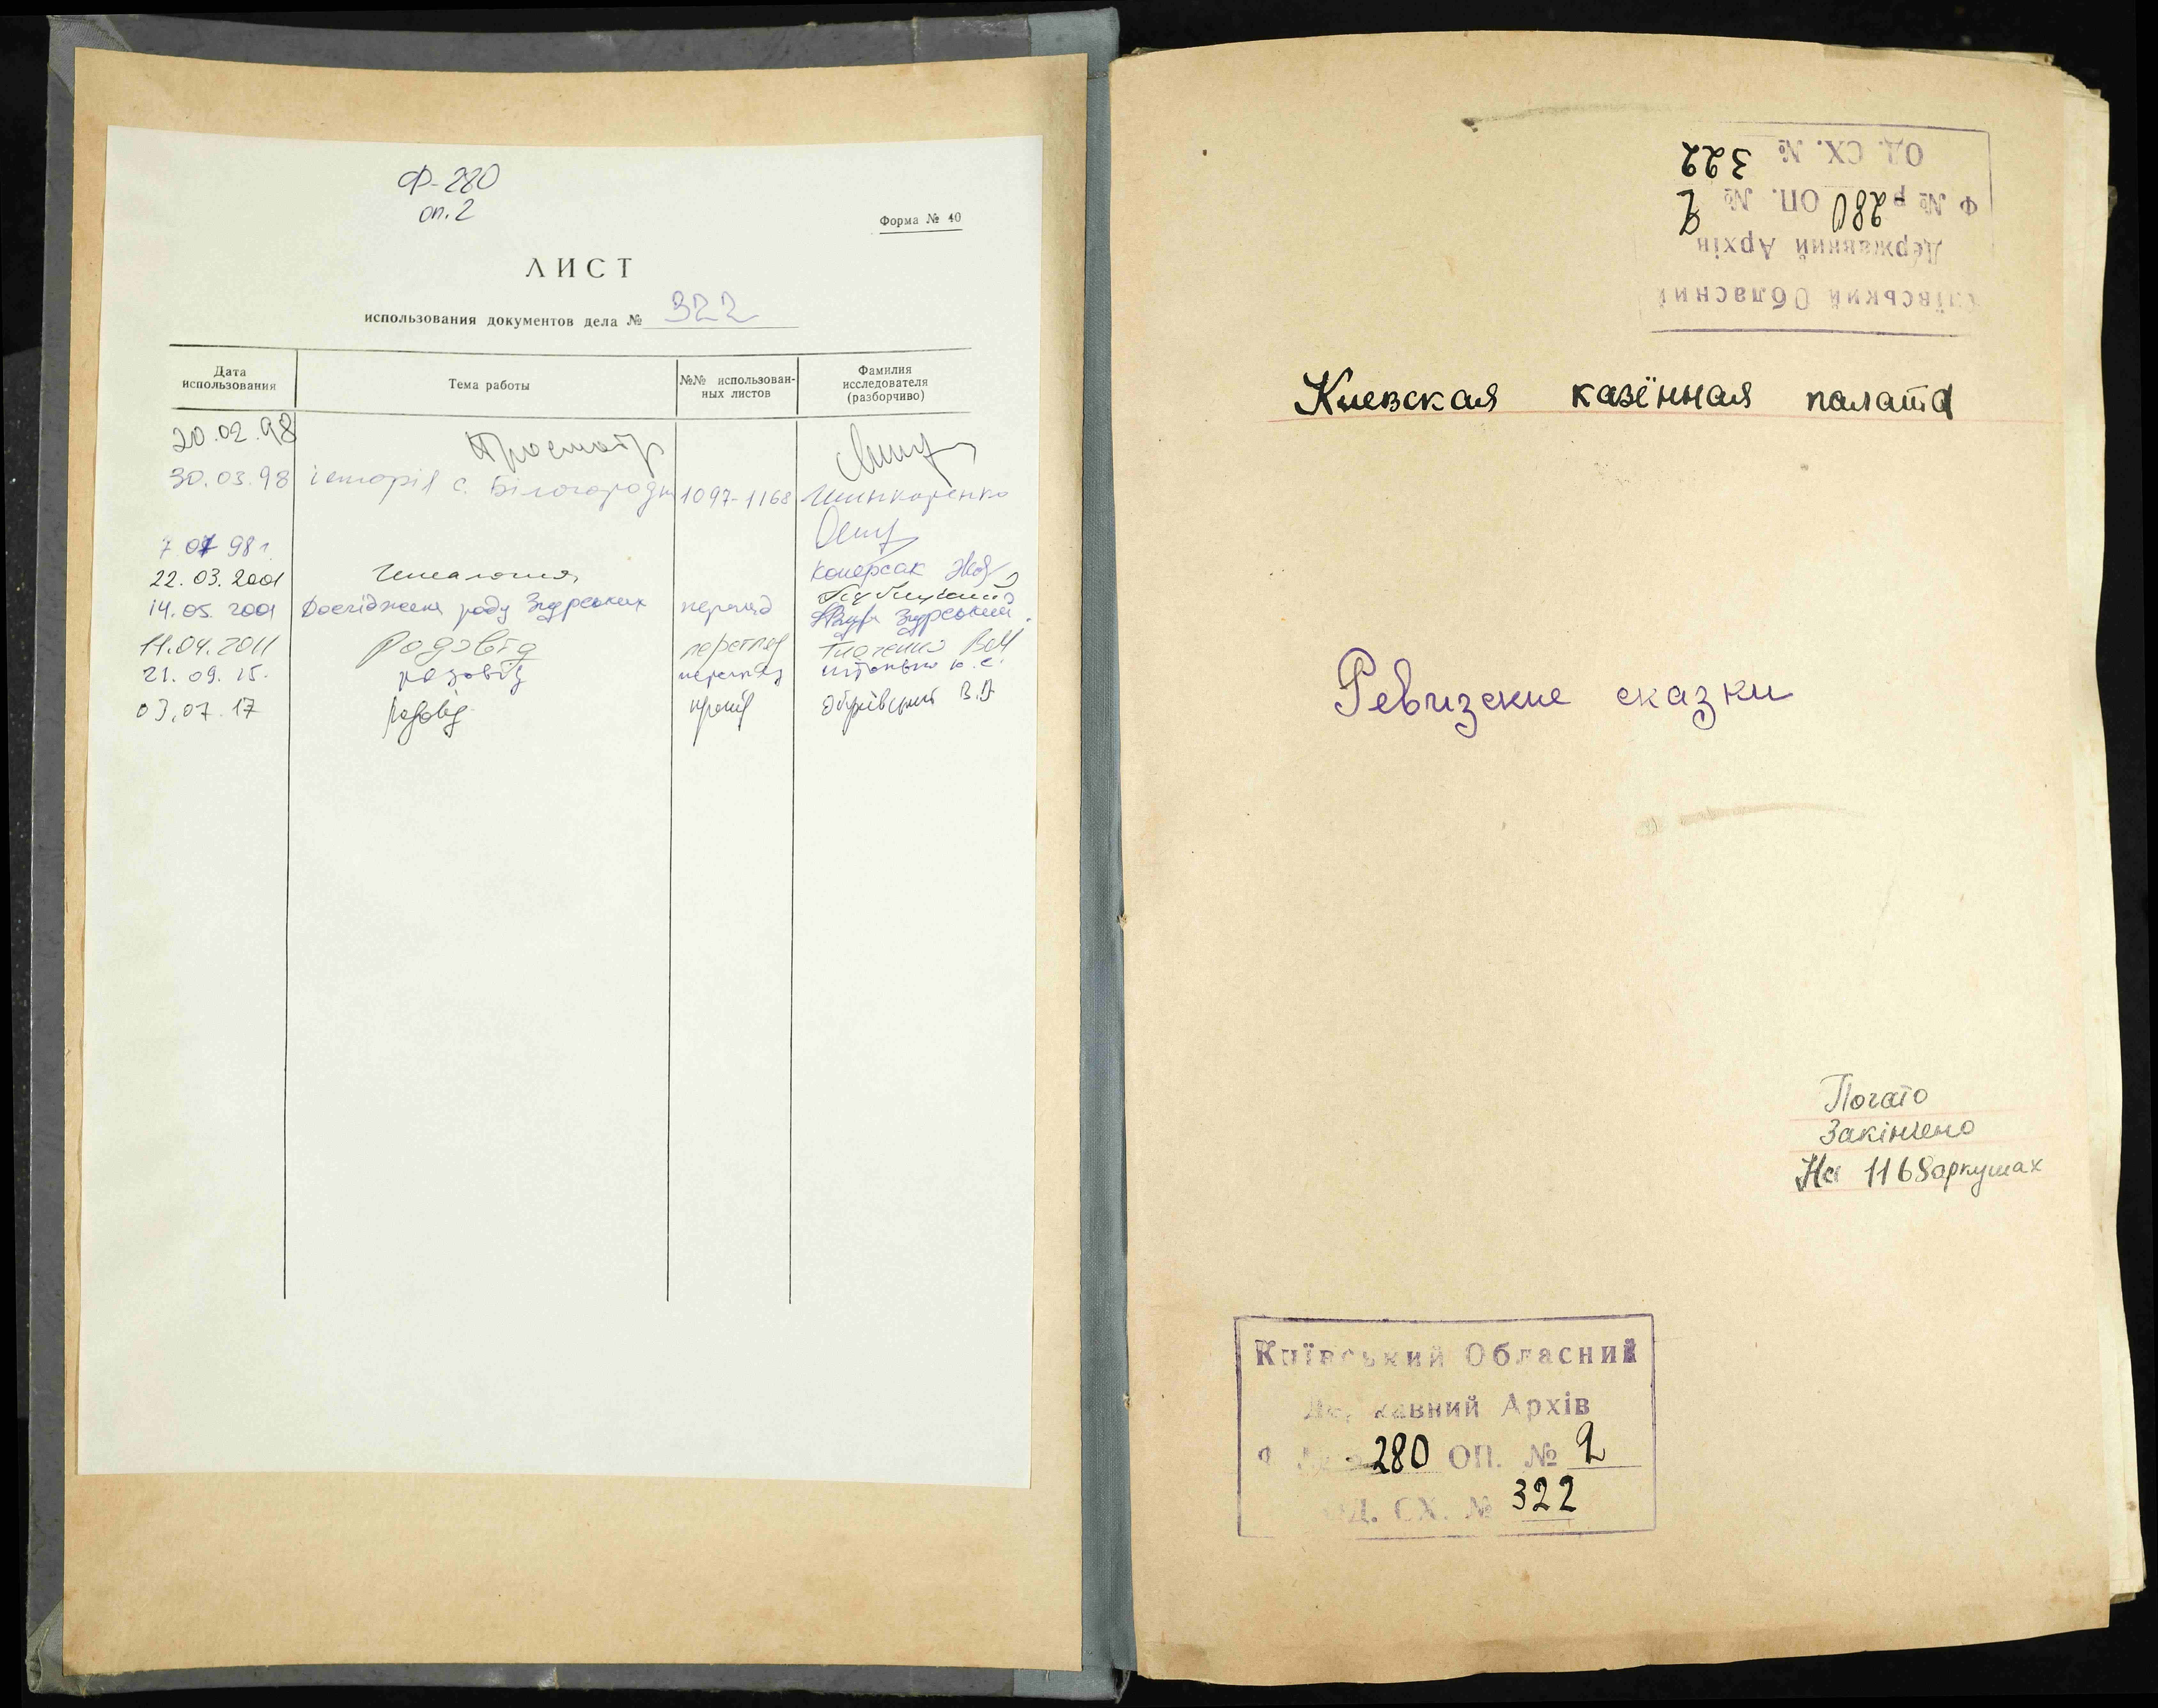 Ф-280
оп. 2
Форма № 40
ЛИСТ
использования документов дела № 322
Дата использования
Тема работы
№№ использован-
ных листов
Фамилия исследователя (разборчиво)
20.02.98 Просмотр
30.03.98 історія с. Білогородки 1097-1168 Шинкаренко
7.07 98 г.
22.03.2001 Генеалогия
14.05.2001 Дослідження роду Згурських перегляд Згурський
11.04.2011 Родовід перегляд Ткаченко
21.09.15. родовід перегляд
03.07.17 Родовід В.В
Київський Обласний
Державний Архів
Ф № р 280 ОП. № 2
ОД. СХ. № 322
Киевская казённая палата
Ревизские сказки
Почато
Закінчено
На 1168 аркушах
Київський Обласний
Державний Архів
Ф № р 280 ОП. № 2
ОД. СХ. № 322